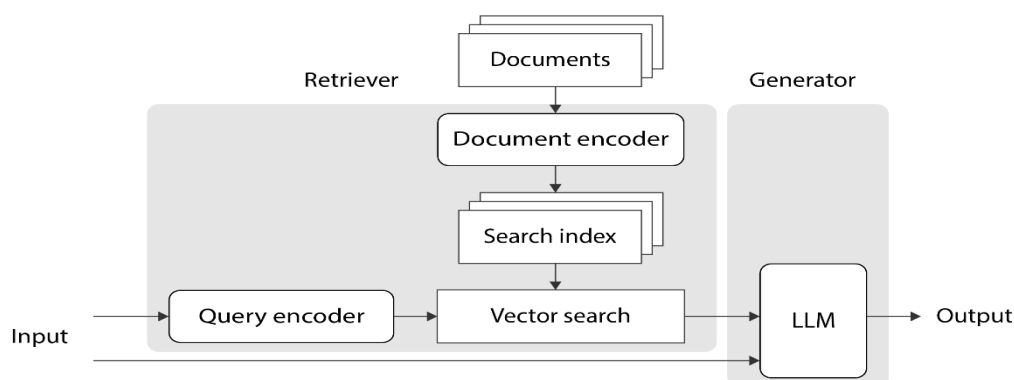 Documents
Retriever
Generator
Document encoder
Search index
Query encoder
Vector search
LLM
Input
Output